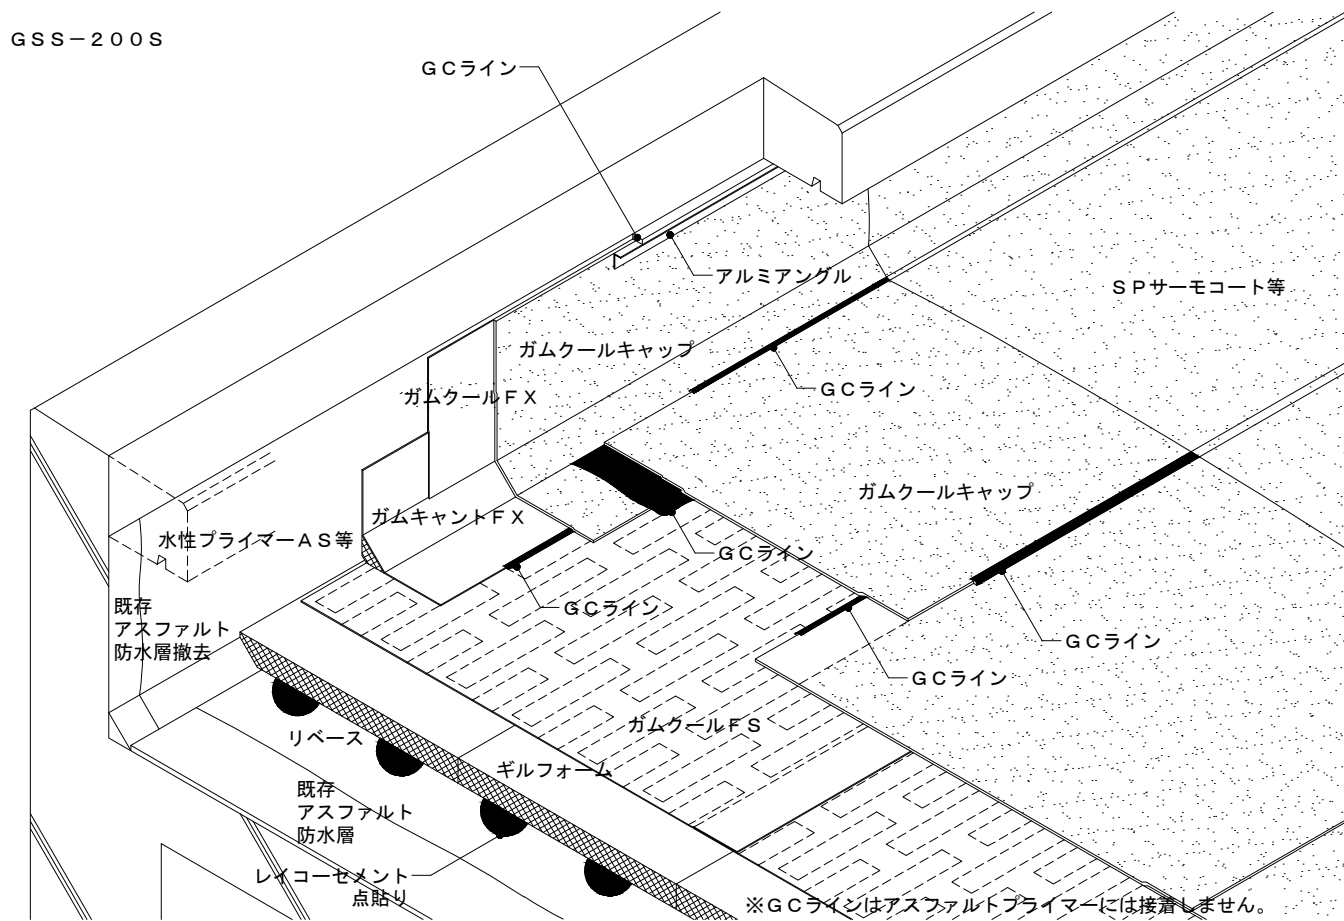 GSS－200S
GCライン
アルミアングル
SPサーモコート等
ガムクールキャップ
GCライン
ガムクールFX
ガムクールキャップ
ガムキャントFX
水性プライマーAS等
GCライン
GCライン
既存
アスファルト
防水層撤去
GCライン
GCライン
ガムクールFS
リベース
ギルフォーム
既存
アスファルト
防水層
レイコーセメント
点貼り
※GCラインはアスファルトプライマーには接着しません。